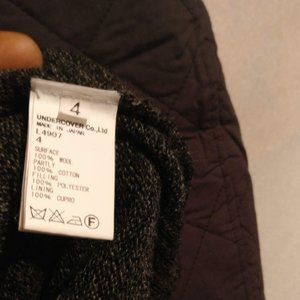 4
UNDERCOVER Co.,Ltd
MADE IN JAPAN
L4907
4
SURFACE
100% WOOL
PARTLY
100% COTTON
FILLING
100% POLYESTER
LINING
100% CUPRO
F